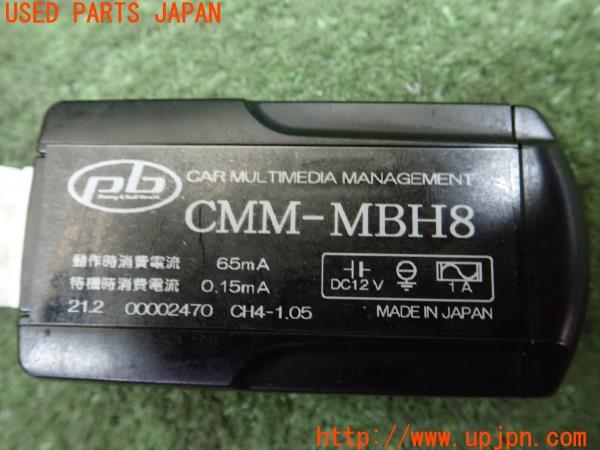 USED PARTS JAPAN
pb
CAR MULTIMEDIA MANAGEMENT
CMM-MBH8
動作時消費電流 65mA
待機時消費電流 0.15mA
DC12V
1A
21.2 00002470 CH4-1.05
MADE IN JAPAN
http://www.upjpn.com/